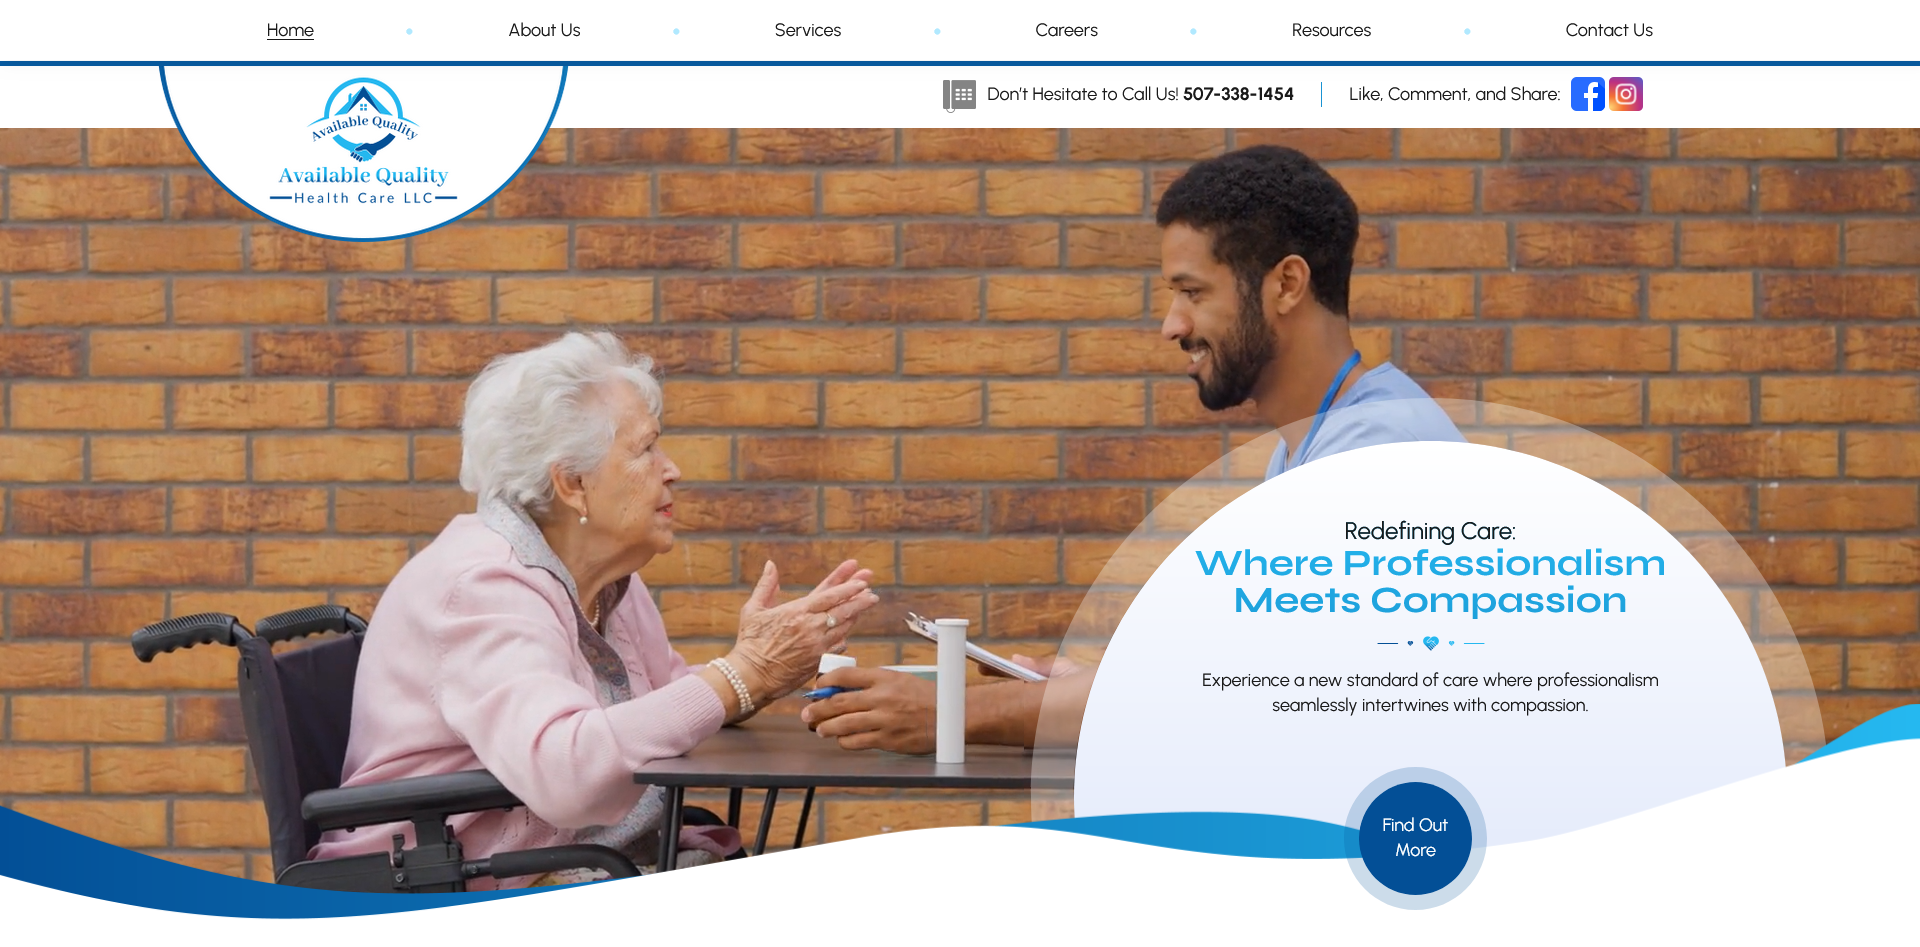 Home
About Us
Services
Careers
Resources
Contact Us
Don't Hesitate to Call Us! 507-338-1454
Like, Comment, and Share:
Available Quality
Available Quality
Health Care LLC
Redefining Care:
Where Professionalism
Meets Compassion
Experience a new standard of care where professionalism
seamlessly intertwines with compassion.
Find Out
More